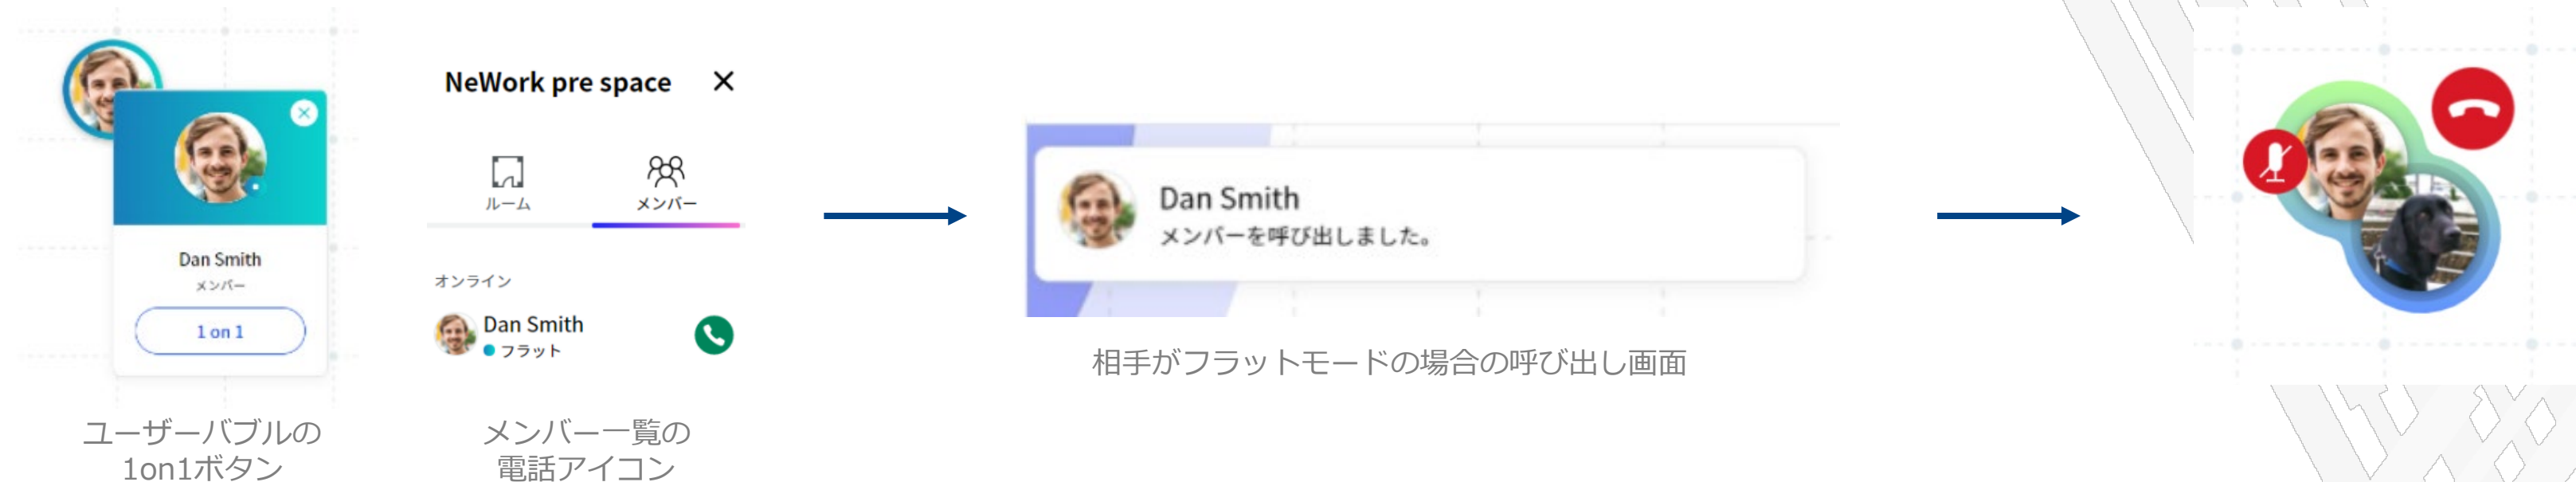 Dan Smith
メンバー
1 on 1
ユーザーバブルの
1on1ボタン
NeWork pre space
ルーム
メンバー
オンライン
Dan Smith
フラット
メンバー一覧の
電話アイコン
Dan Smith
メンバーを呼び出しました。
相手がフラットモードの場合の呼び出し画面